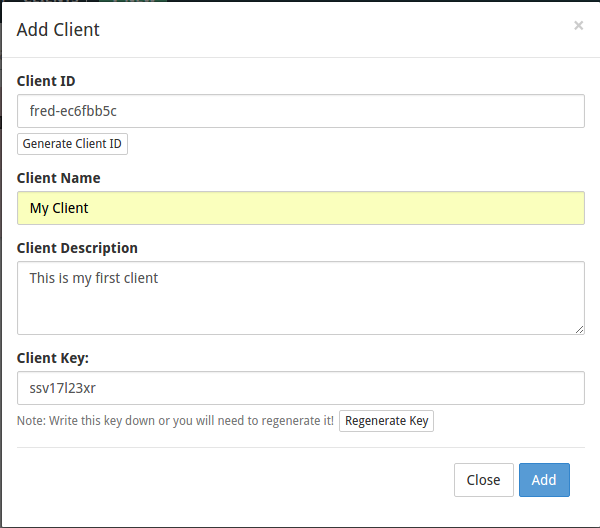 Add Client
×
Client ID
fred-ec6fbb5c
Generate Client ID
Client Name
My Client
Client Description
This is my first client
Client Key:
ssv17l23xr
Note: Write this key down or you will need to regenerate it! Regenerate Key
Close Add